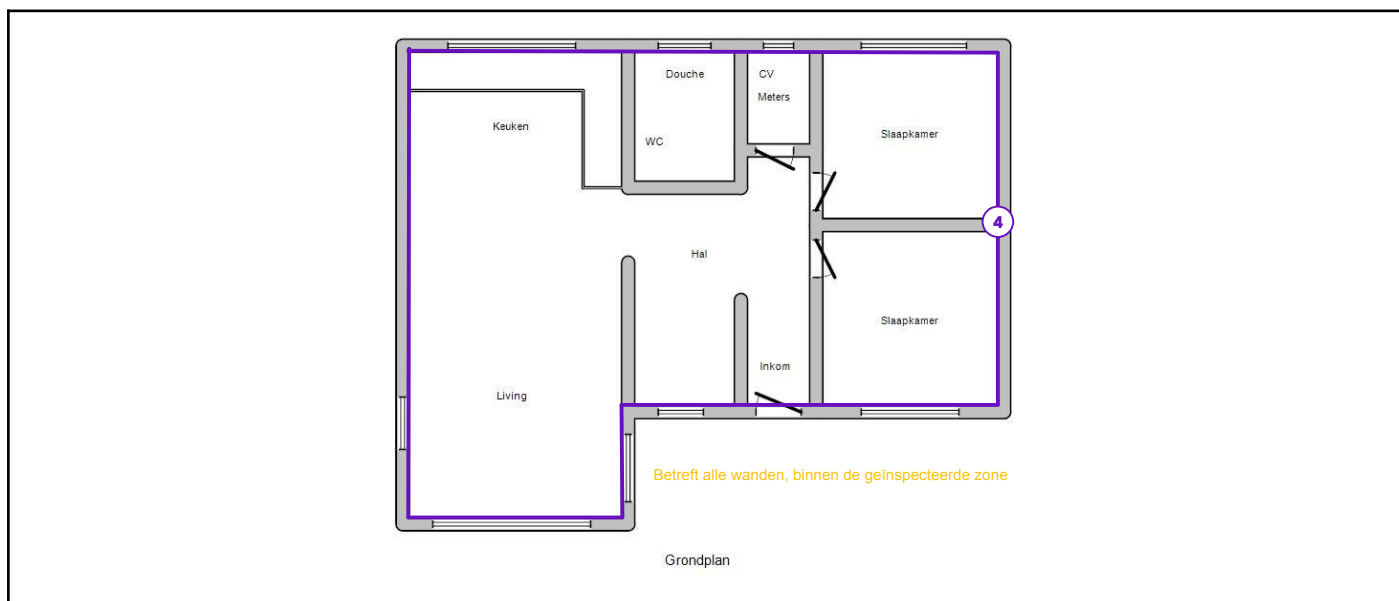 Douche
CV
Meters
Keuken
WC
Slaapkamer
4
Hal
Slaapkamer
Inkom
Living
Betreft alle wanden, binnen de geïnspecteerde zone
Grondplan